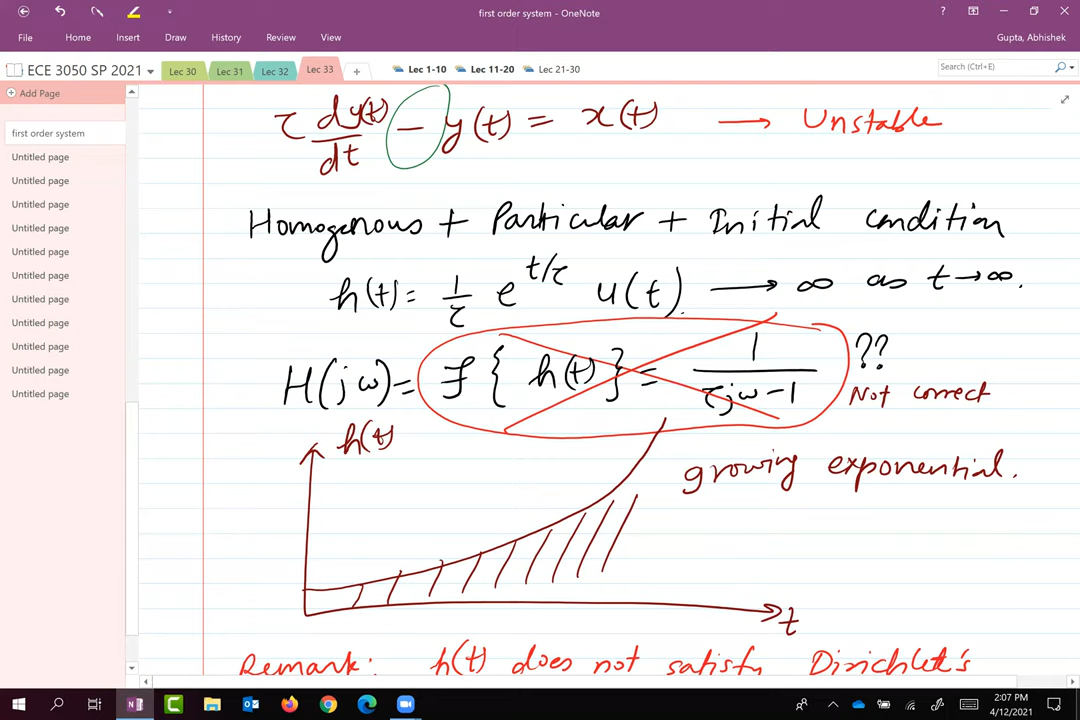 first order system - OneNote
?
Gupta, Abhishek
File Home Insert Draw History Review View
ECE 3050 SP 2021 Lec 30 Lec 31 Lec 32 Lec 33 + Lec 1-10 Lec 11-20 Lec 21-30
Search (Ctrl+E)
Add Page
first order system
Untitled page
Untitled page
Untitled page
Untitled page
Untitled page
Untitled page
Untitled page
Untitled page
Untitled page
Untitled page
Untitled page
τ dy(t)/dt - y(t) = x(t) → Unstable
Homogenous + Particular + Initial condition
h(t) = 1/τ e^{t/τ} u(t). → ∞ as t→∞.
H(jω) = F{ h(t) } = 1/(τjω-1) ??
Not correct
h(t)
growing exponential.
t
Remark: h(t) does not satisfy Dirichlet's
2:07 PM
4/12/2021